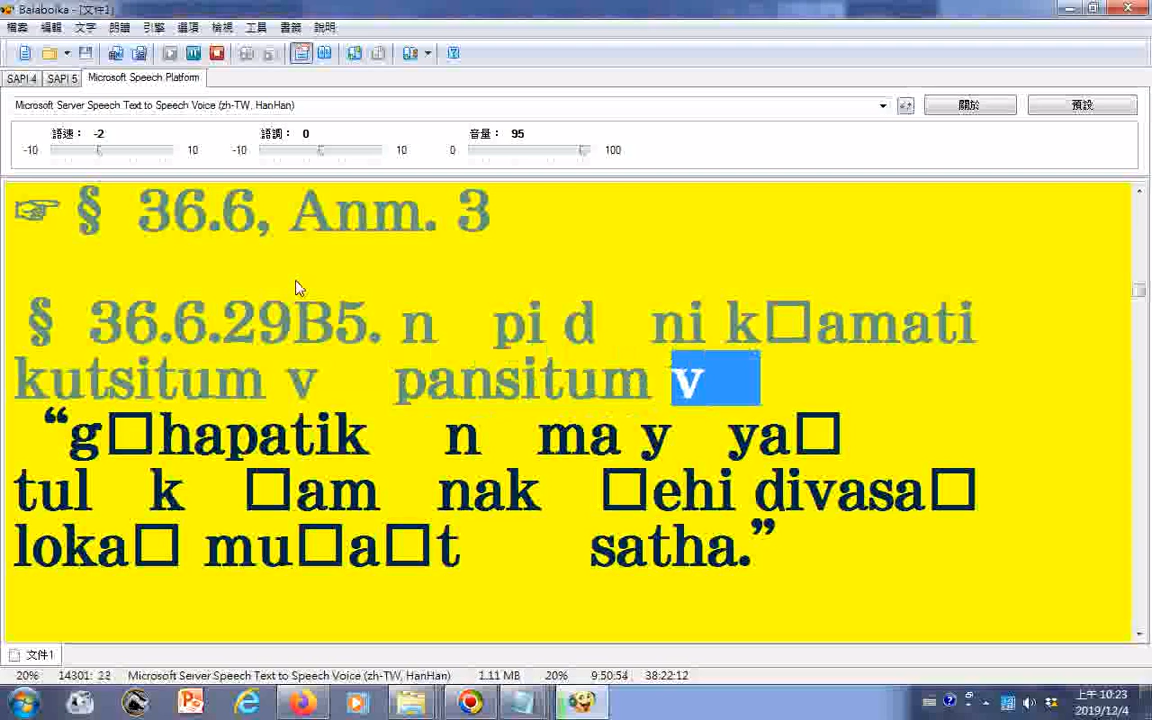 Balabolka - [文件1]
檔案 編輯 文字 朗讀 引擎 選項 檢視 工具 書籤 說明
SAPI 4 SAPI 5 Microsoft Speech Platform
Microsoft Server Speech Text to Speech Voice (zh-TW, HanHan) 關於 預設
語速： -2 語調： 0 音量： 95
-10 10 -10 10 0 100
☞ § 36.6, Anm. 3
§ 36.6.29B5. n pi d ni k□amati
kutsitum v pansitum v
“g□hapatik n ma y ya□
tul k □am nak □ehi divasa□
loka□ mu□a□t satha.”
文件1
20% 14301: 22 Microsoft Server Speech Text to Speech Voice (zh-TW, HanHan) 1.11 MB 20% 9:50:54 38:22:12
上午 10:23
2019/12/4